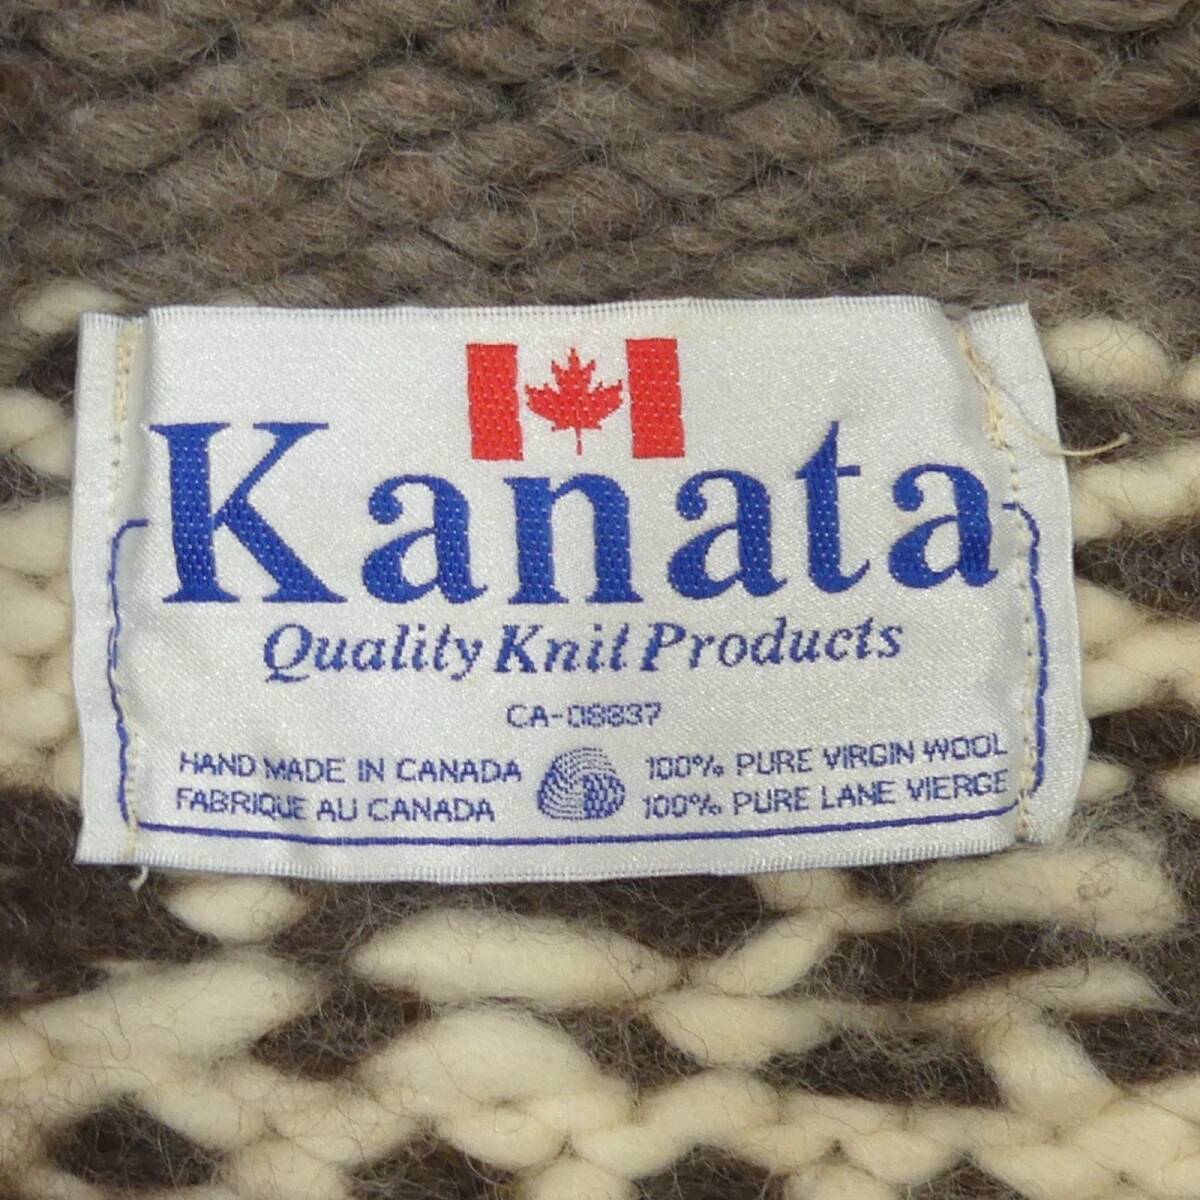 Kanata
Quality Knit Products
CA-08837
HAND MADE IN CANADA
FABRIQUE AU CANADA
100% PURE VIRGIN WOOL
100% PURE LANE VIERGE